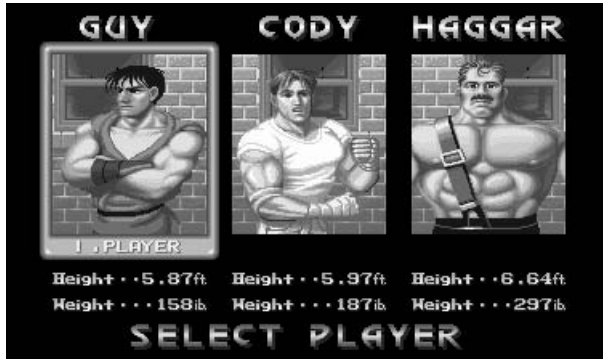 GUY CODY HAGGAR
1.PLAYER
Height··5.87ft Height··5.97ft Height··6.64ft
Weight···158lb Weight···187lb Weight···297lb
SELECT PLAYER